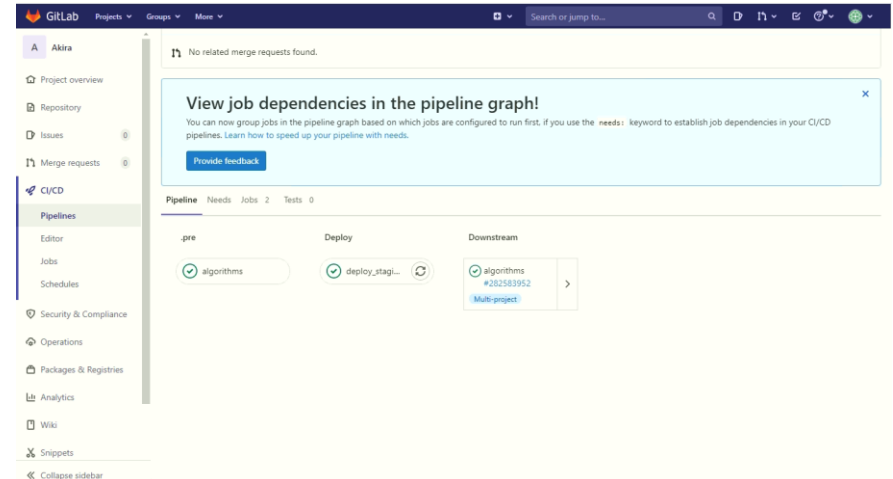 GitLab Projects Groups More Search or jump to...
A Akira
Project overview
Repository
Issues 0
Merge requests 0
CI/CD
Pipelines
Editor
Jobs
Schedules
Security & Compliance
Operations
Packages & Registries
Analytics
Wiki
Snippets
Collapse sidebar
No related merge requests found.
View job dependencies in the pipeline graph!
You can now group jobs in the pipeline graph based on which jobs are configured to run first, if you use the needs: keyword to establish job dependencies in your CI/CD
pipelines. Learn how to speed up your pipeline with needs.
Provide feedback
Pipeline Needs Jobs 2 Tests 0
.pre Deploy Downstream
algorithms deploy_stagi... algorithms
#282583952
Multi-project